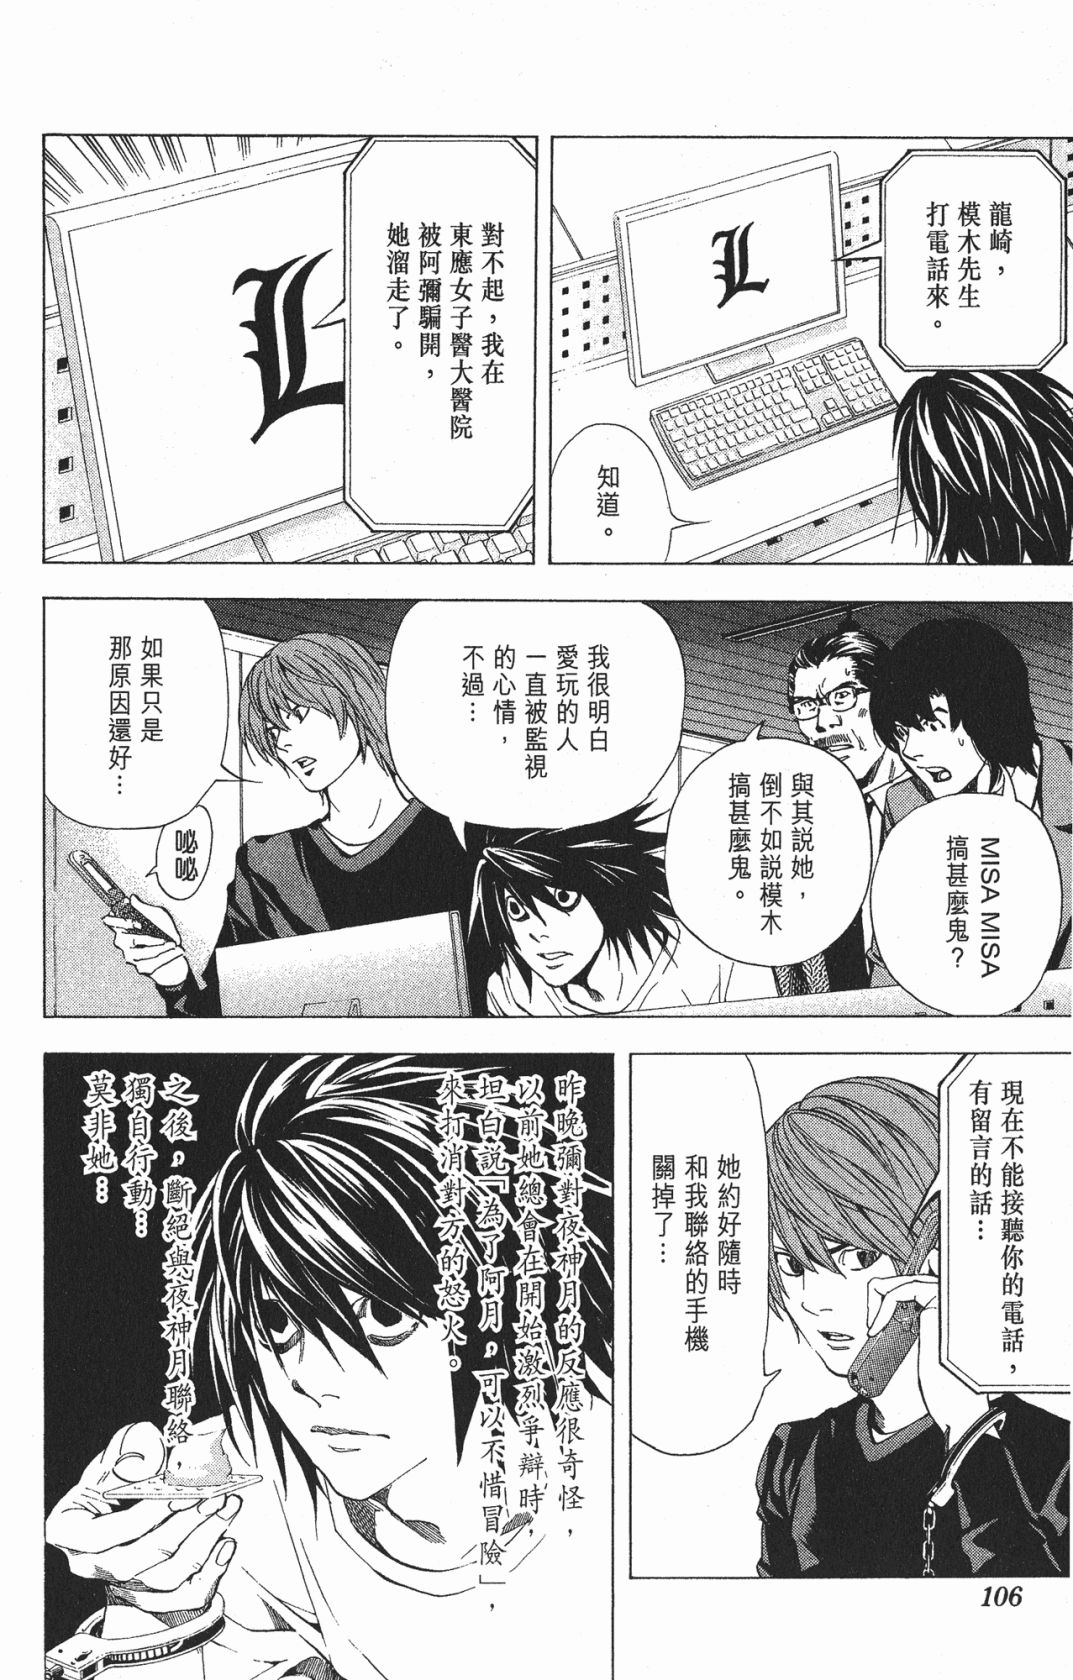 龍崎，
模木先生
打電話來。
L
知道。
對不起，我在
東應女子醫大醫院
被阿彌騙開，
她溜走了。
L
MISA MISA
搞甚麼鬼？
與其說她，
倒不如說模木
搞甚麼鬼。
我很明白
愛玩的人
一直被監視
的心情，
不過…
如果只是
那原因還好…
咇咇
現在不能接聽你的電話，
有留言的話…
她約好隨時
和我聯絡的手機
關掉了…
昨晚彌對夜神月的反應很奇怪，
以前她總會在開始激烈爭辯時，
坦白說「為了阿月，可以不惜冒險」，
來打消對方的怒火。
之後，斷絕與夜神月聯絡
獨自行動…
莫非她…
106